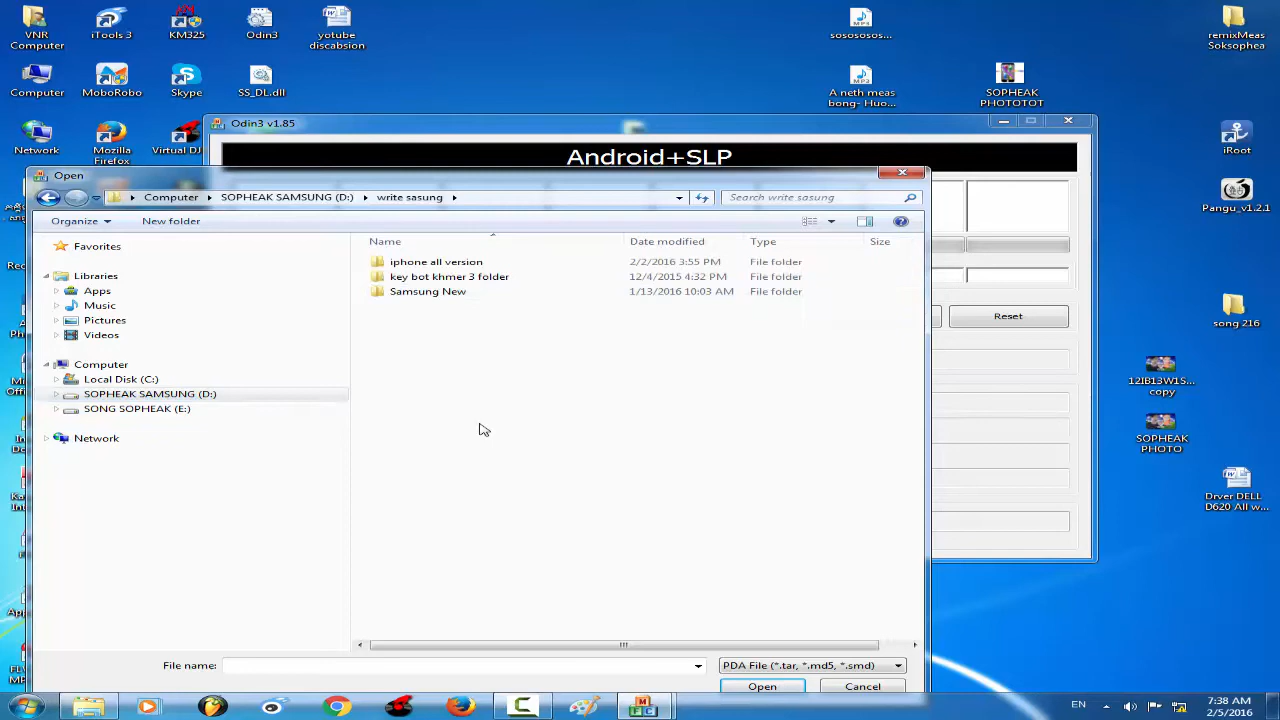 VNR
Computer
iTools 3
KM325
Odin3
yotube
discabsion
sosososos...
remixMeas
Soksophea
Computer
MoboRobo
Skype
SS_DL.dll
A neth meas
bong- Huo...
SOPHEAK
PHOTOTOT
Network
Mozilla
Firefox
Virtual DJ
iRoot
Odin3 v1.85
Android+SLP
Open
Computer
SOPHEAK SAMSUNG (D:)
write sasung
Search write sasung
Pangu_v1.2.1
Organize
New folder
Name
Date modified
Type
Size
Favorites
iphone all version
2/2/2016 3:55 PM
File folder
Libraries
key bot khmer 3 folder
12/4/2015 4:32 PM
File folder
Apps
Samsung New
1/13/2016 10:03 AM
File folder
Music
Pictures
Videos
Reset
song 216
Computer
Local Disk (C:)
SOPHEAK SAMSUNG (D:)
SONG SOPHEAK (E:)
Network
12IB13W1S...
copy
SOPHEAK
PHOTO
Drver DELL
D620 All w...
File name:
PDA File (*.tar, *.md5, *.smd)
Open
Cancel
EN
7:38 AM
2/5/2016